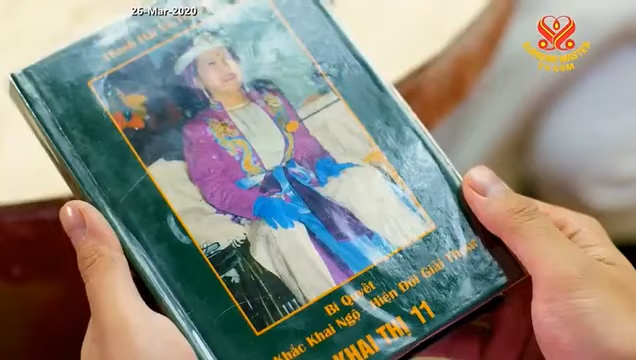 26-Mar-2020
SUPREME MASTER
TV.COM
Thanh Hải
Bí Quyết
Khắc Khai Ngộ Hiện Đời Giải Thoát
KHAI THỊ 11